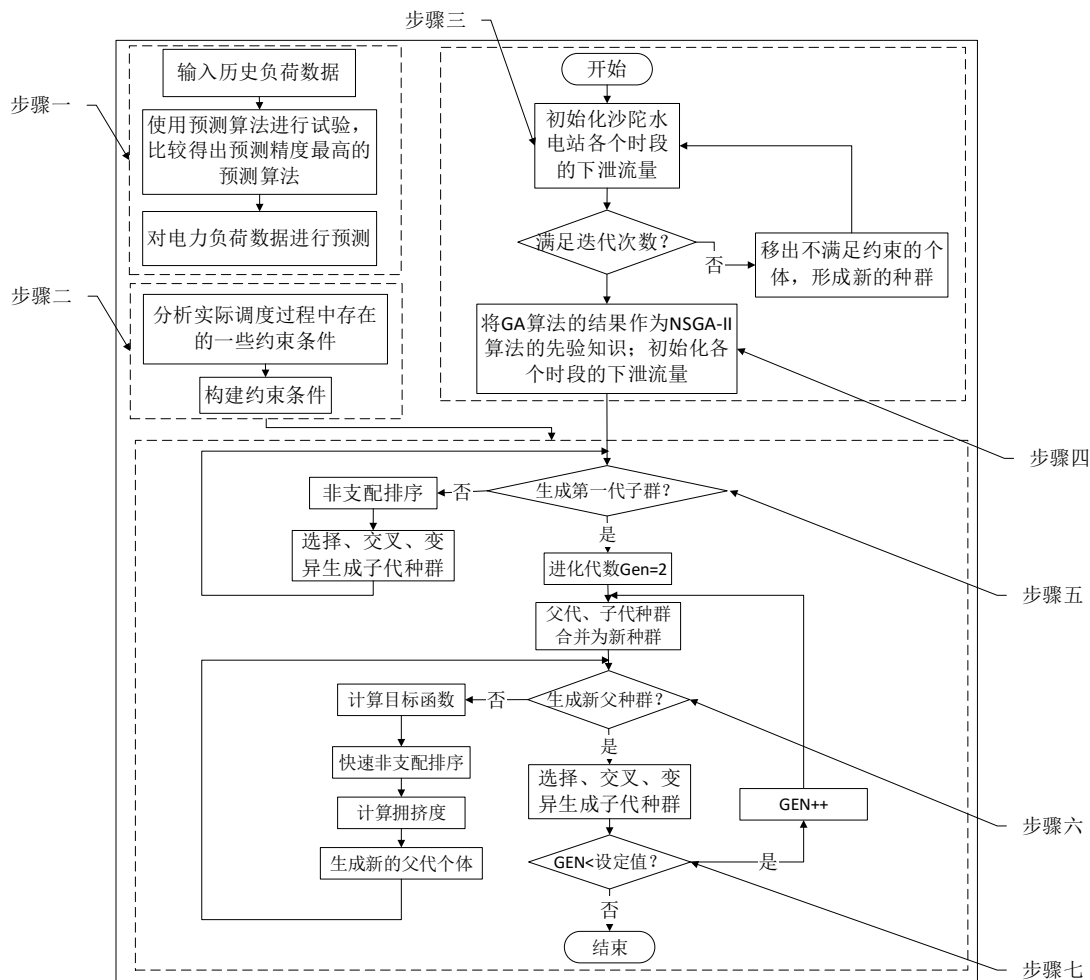 步骤三
步骤一
输入历史负荷数据
使用预测算法进行试验,
比较得出预测精度最高的
预测算法
对电力负荷数据进行预测
步骤二
分析实际调度过程中存在
的一些约束条件
构建约束条件
开始
初始化沙陀水
电站各个时段
的下泄流量
满足迭代次数?
否
移出不满足约束的个
体，形成新的种群
将GA算法的结果作为NSGA-II
算法的先验知识；初始化各
个时段的下泄流量
步骤四
生成第一代子群?
否
非支配排序
选择、交叉、变
异生成子代种群
是
进化代数Gen=2
步骤五
父代、子代种群
合并为新种群
生成新父种群?
否
计算目标函数
快速非支配排序
计算拥挤度
生成新的父代个体
是
选择、交叉、变
异生成子代种群
GEN++
步骤六
GEN<设定值?
是
否
结束
步骤七